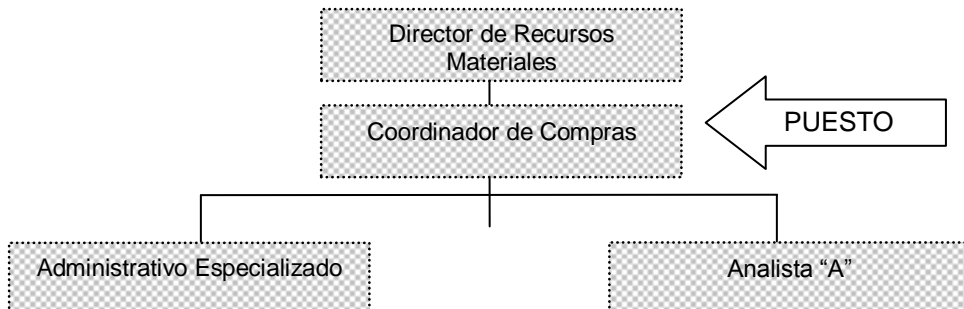 Director de Recursos
Materiales
Coordinador de Compras
PUESTO
Administrativo Especializado
Analista “A”